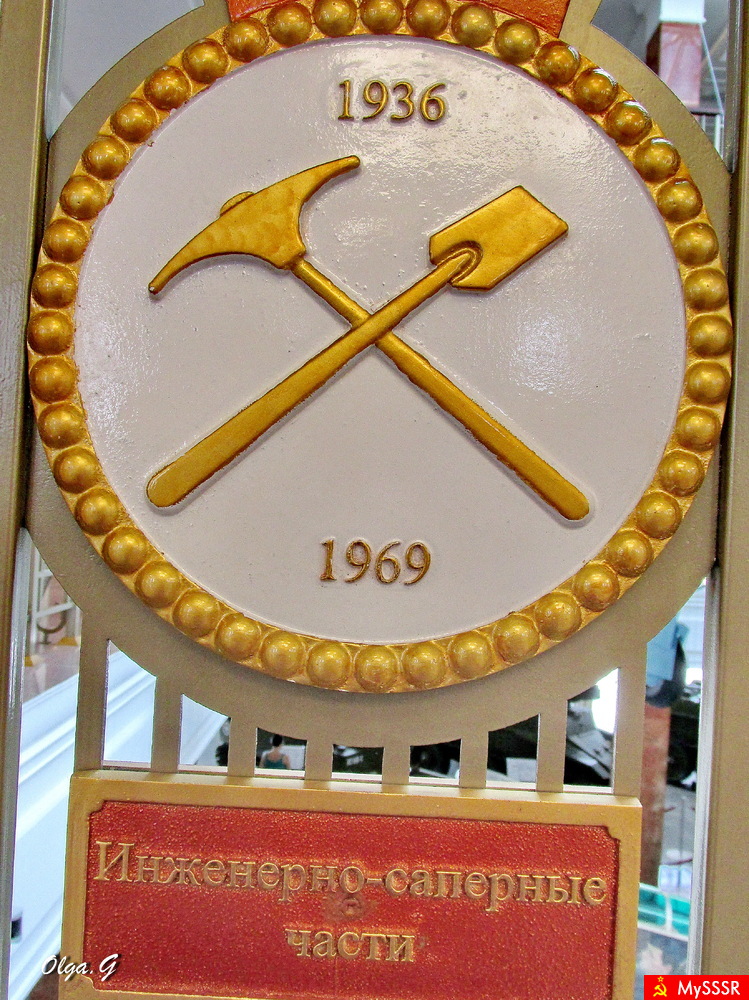 1936
1969
Инженерно-саперные
части
Olga.G
MySSSR